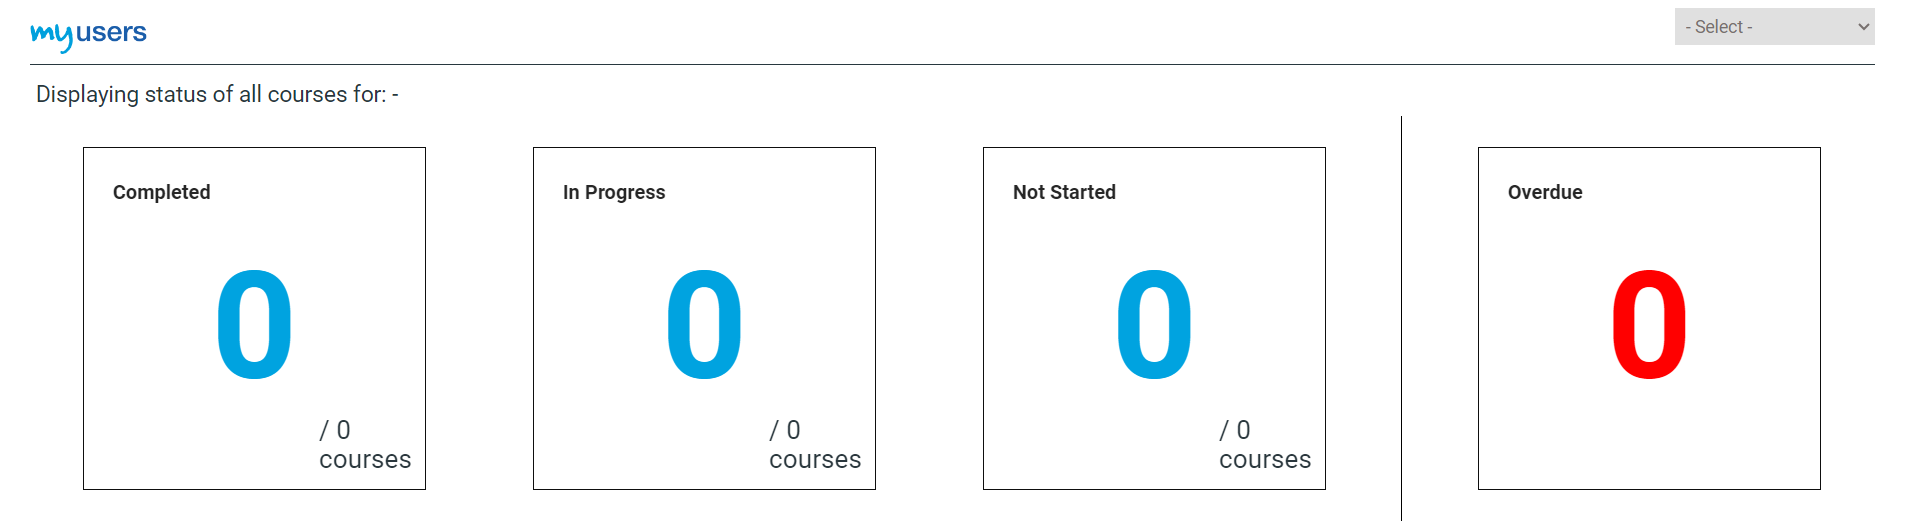 myusers
- Select -
Displaying status of all courses for: -
Completed
0
/ 0
courses
In Progress
0
/ 0
courses
Not Started
0
/ 0
courses
Overdue
0